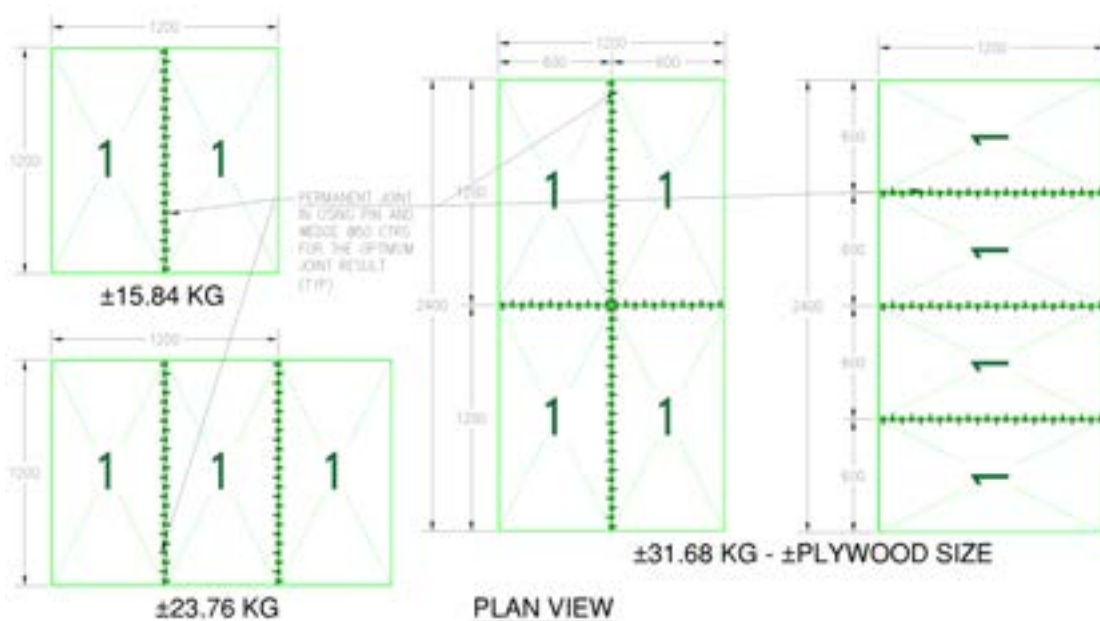 1200
1200
1 1
±15.84 KG
PERMANENT JOINT
IN USING PIN AND
WEDGE @50 CTRS
FOR THE OPTIMUM
JOINT RESULT
(TYP)
1200
1200
1 1 1
±23.76 KG
1200
600 600
2400
1200
1200
1 1
1 1
1200
2400
600
600
600
600
1
1
1
1
±31.68 KG - ±PLYWOOD SIZE
PLAN VIEW